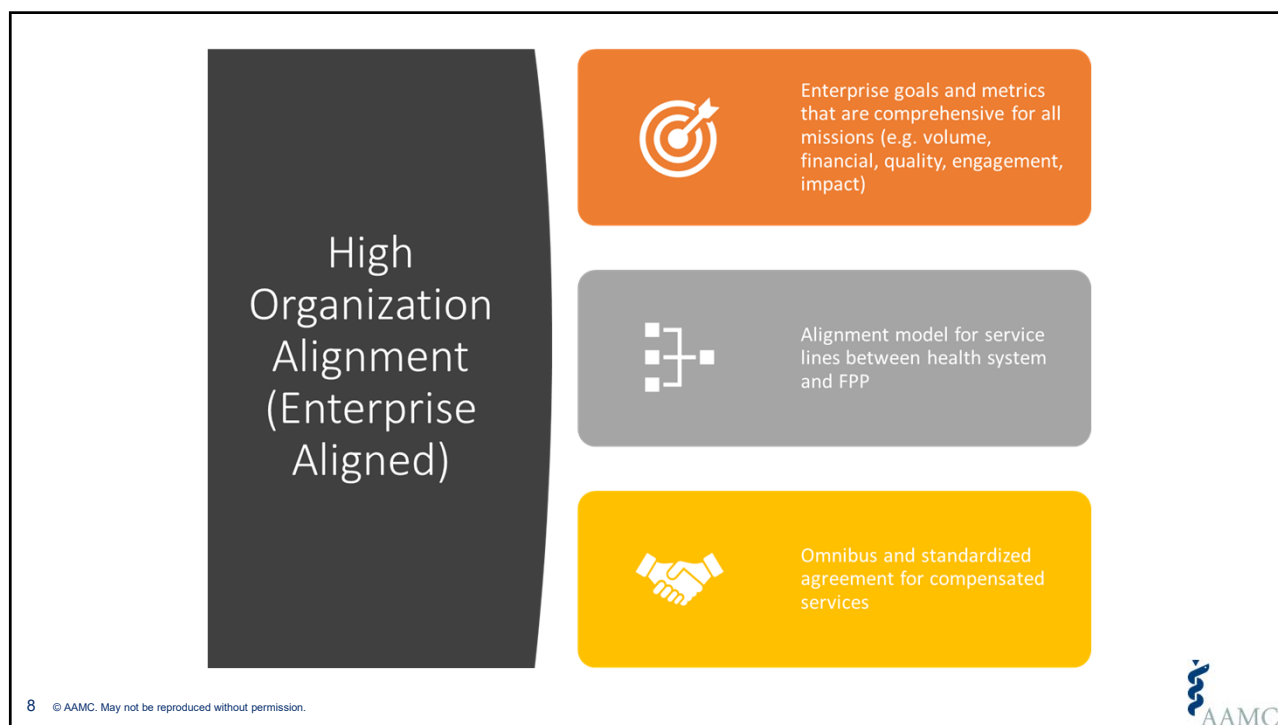 High
Organization
Alignment
(Enterprise
Aligned)
Enterprise goals and metrics
that are comprehensive for all
missions (e.g. volume,
financial, quality, engagement,
impact)
Alignment model for service
lines between health system
and FPP
Omnibus and standardized
agreement for compensated
services
8 © AAMC. May not be reproduced without permission.
AAMC